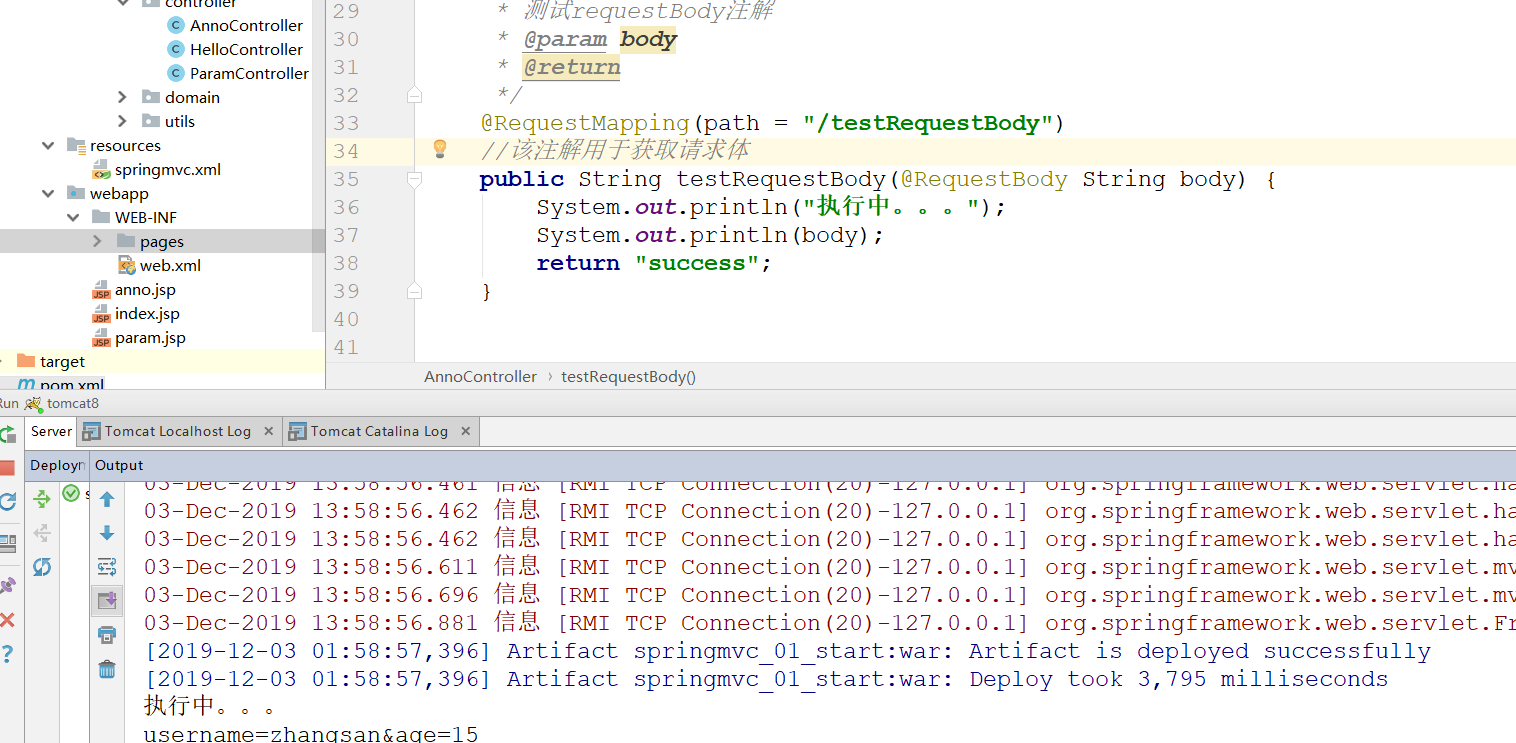 controller
AnnoController
HelloController
ParamController
domain
utils
resources
springmvc.xml
webapp
WEB-INF
pages
web.xml
anno.jsp
index.jsp
param.jsp
target
pom.xml
29 * 测试requestBody注解
30 * @param body
31 * @return
32 */
33 @RequestMapping(path = "/testRequestBody")
34 //该注解用于获取请求体
35 public String testRequestBody(@RequestBody String body) {
36 System.out.println("执行中。。。");
37 System.out.println(body);
38 return "success";
39 }
40
41
AnnoController › testRequestBody()
Run tomcat8
Server Tomcat Localhost Log × Tomcat Catalina Log ×
Deployn Output
03-Dec-2019 13:58:56.461 信息 [RMI TCP Connection(20)-127.0.0.1] org.springframework.web.servlet.ha
03-Dec-2019 13:58:56.462 信息 [RMI TCP Connection(20)-127.0.0.1] org.springframework.web.servlet.ha
03-Dec-2019 13:58:56.462 信息 [RMI TCP Connection(20)-127.0.0.1] org.springframework.web.servlet.ha
03-Dec-2019 13:58:56.611 信息 [RMI TCP Connection(20)-127.0.0.1] org.springframework.web.servlet.mv
03-Dec-2019 13:58:56.696 信息 [RMI TCP Connection(20)-127.0.0.1] org.springframework.web.servlet.mv
03-Dec-2019 13:58:56.881 信息 [RMI TCP Connection(20)-127.0.0.1] org.springframework.web.servlet.Fr
[2019-12-03 01:58:57,396] Artifact springmvc_01_start:war: Artifact is deployed successfully
[2019-12-03 01:58:57,396] Artifact springmvc_01_start:war: Deploy took 3,795 milliseconds
执行中。。。
username=zhangsan&age=15